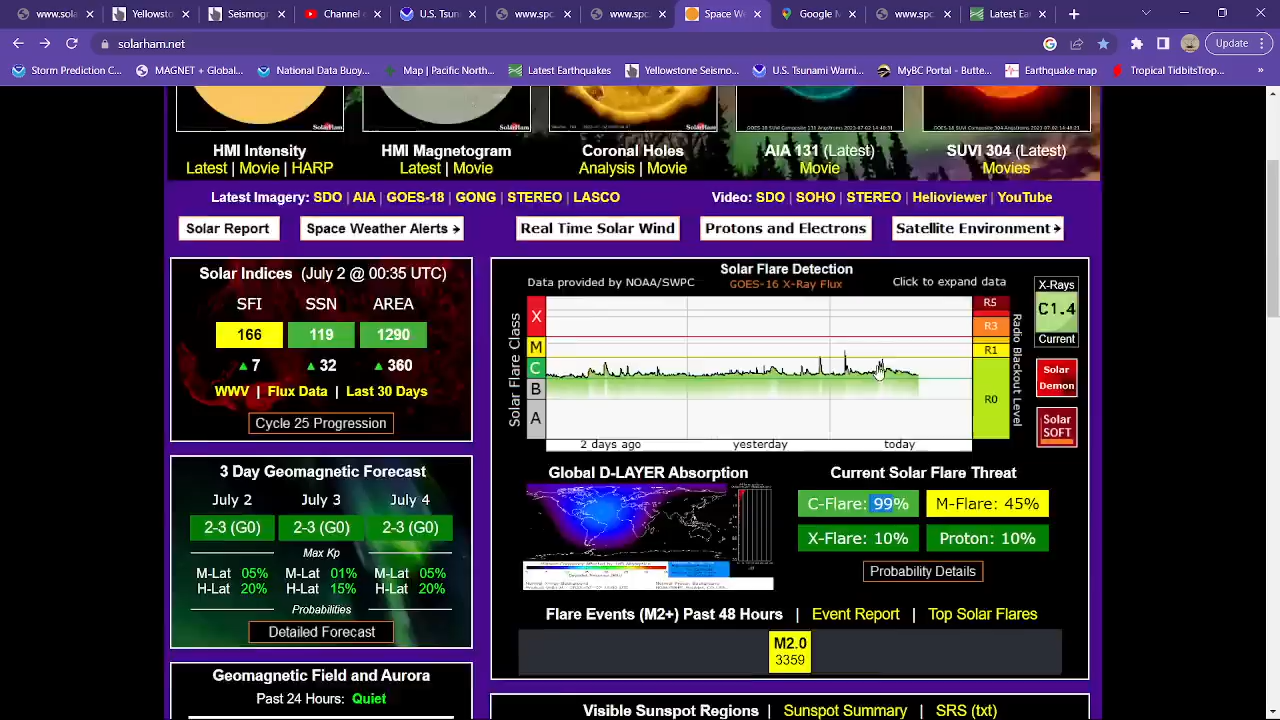 Yellowst
Seismog
Continen
U.S. Tsun
www.spc.
www.spc.
Space W
Google M
www.spc.
Latest Ea
solarham.net
Update
Storm Prediction C...
MAGNET • GLOBE...
National Data Buoy...
Map | Pacific North...
Latest Earthquakes
Yellowstone Seismo...
U.S. Tsunami Warni...
MyBC Portal - Butt...
Earthquake map
Tropical TidbitsTrop...
»
HMI Intensity
Latest | Movie | HARP
HMI Magnetogram
Latest | Movie
Coronal Holes
Analysis | Movie
AIA 131 (Latest)
Movie
SUVI 304 (Latest)
Movies
Latest Imagery: SDO | AIA | GOES-18 | GONG | STEREO | LASCO
Video: SDO | SOHO | STEREO | Helioviewer | YouTube
Solar Report
Space Weather Alerts
Real Time Solar Wind
Protons and Electrons
Satellite Environment
Solar Indices (July 2 @ 00:35 UTC)
SFI SSN AREA
166 119 1290
▲ 7 ▲ 32 ▲ 360
WWV | Flux Data | Last 30 Days
Cycle 25 Progression
3 Day Geomagnetic Forecast
July 2 July 3 July 4
2-3 (G0) 2-3 (G0) 2-3 (G0)
Max Kp
M-Lat 05% M-Lat 01% M-Lat 05%
H-Lat 20% H-Lat 15% H-Lat 20%
Probabilities
Detailed Forecast
Geomagnetic Field and Aurora
Past 24 Hours: Quiet
Solar Flare Detection
Data provided by NOAA/SWPC
GOES-16 X-Ray Flux
Click to expand data
Solar Flare Class
X
M
C
B
A
R5
R3
R1
R0
Radio Blackout Level
2 days ago yesterday today
X-Rays
C1.4
Current
Solar
Demon
Solar
SOFT
Global D-LAYER Absorption
Current Solar Flare Threat
C-Flare: 99% M-Flare: 45%
X-Flare: 10% Proton: 10%
Probability Details
Flare Events (M2+) Past 48 Hours | Event Report | Top Solar Flares
M2.0
3359
Visible Sunspot Regions | Sunspot Summary | SRS (txt)